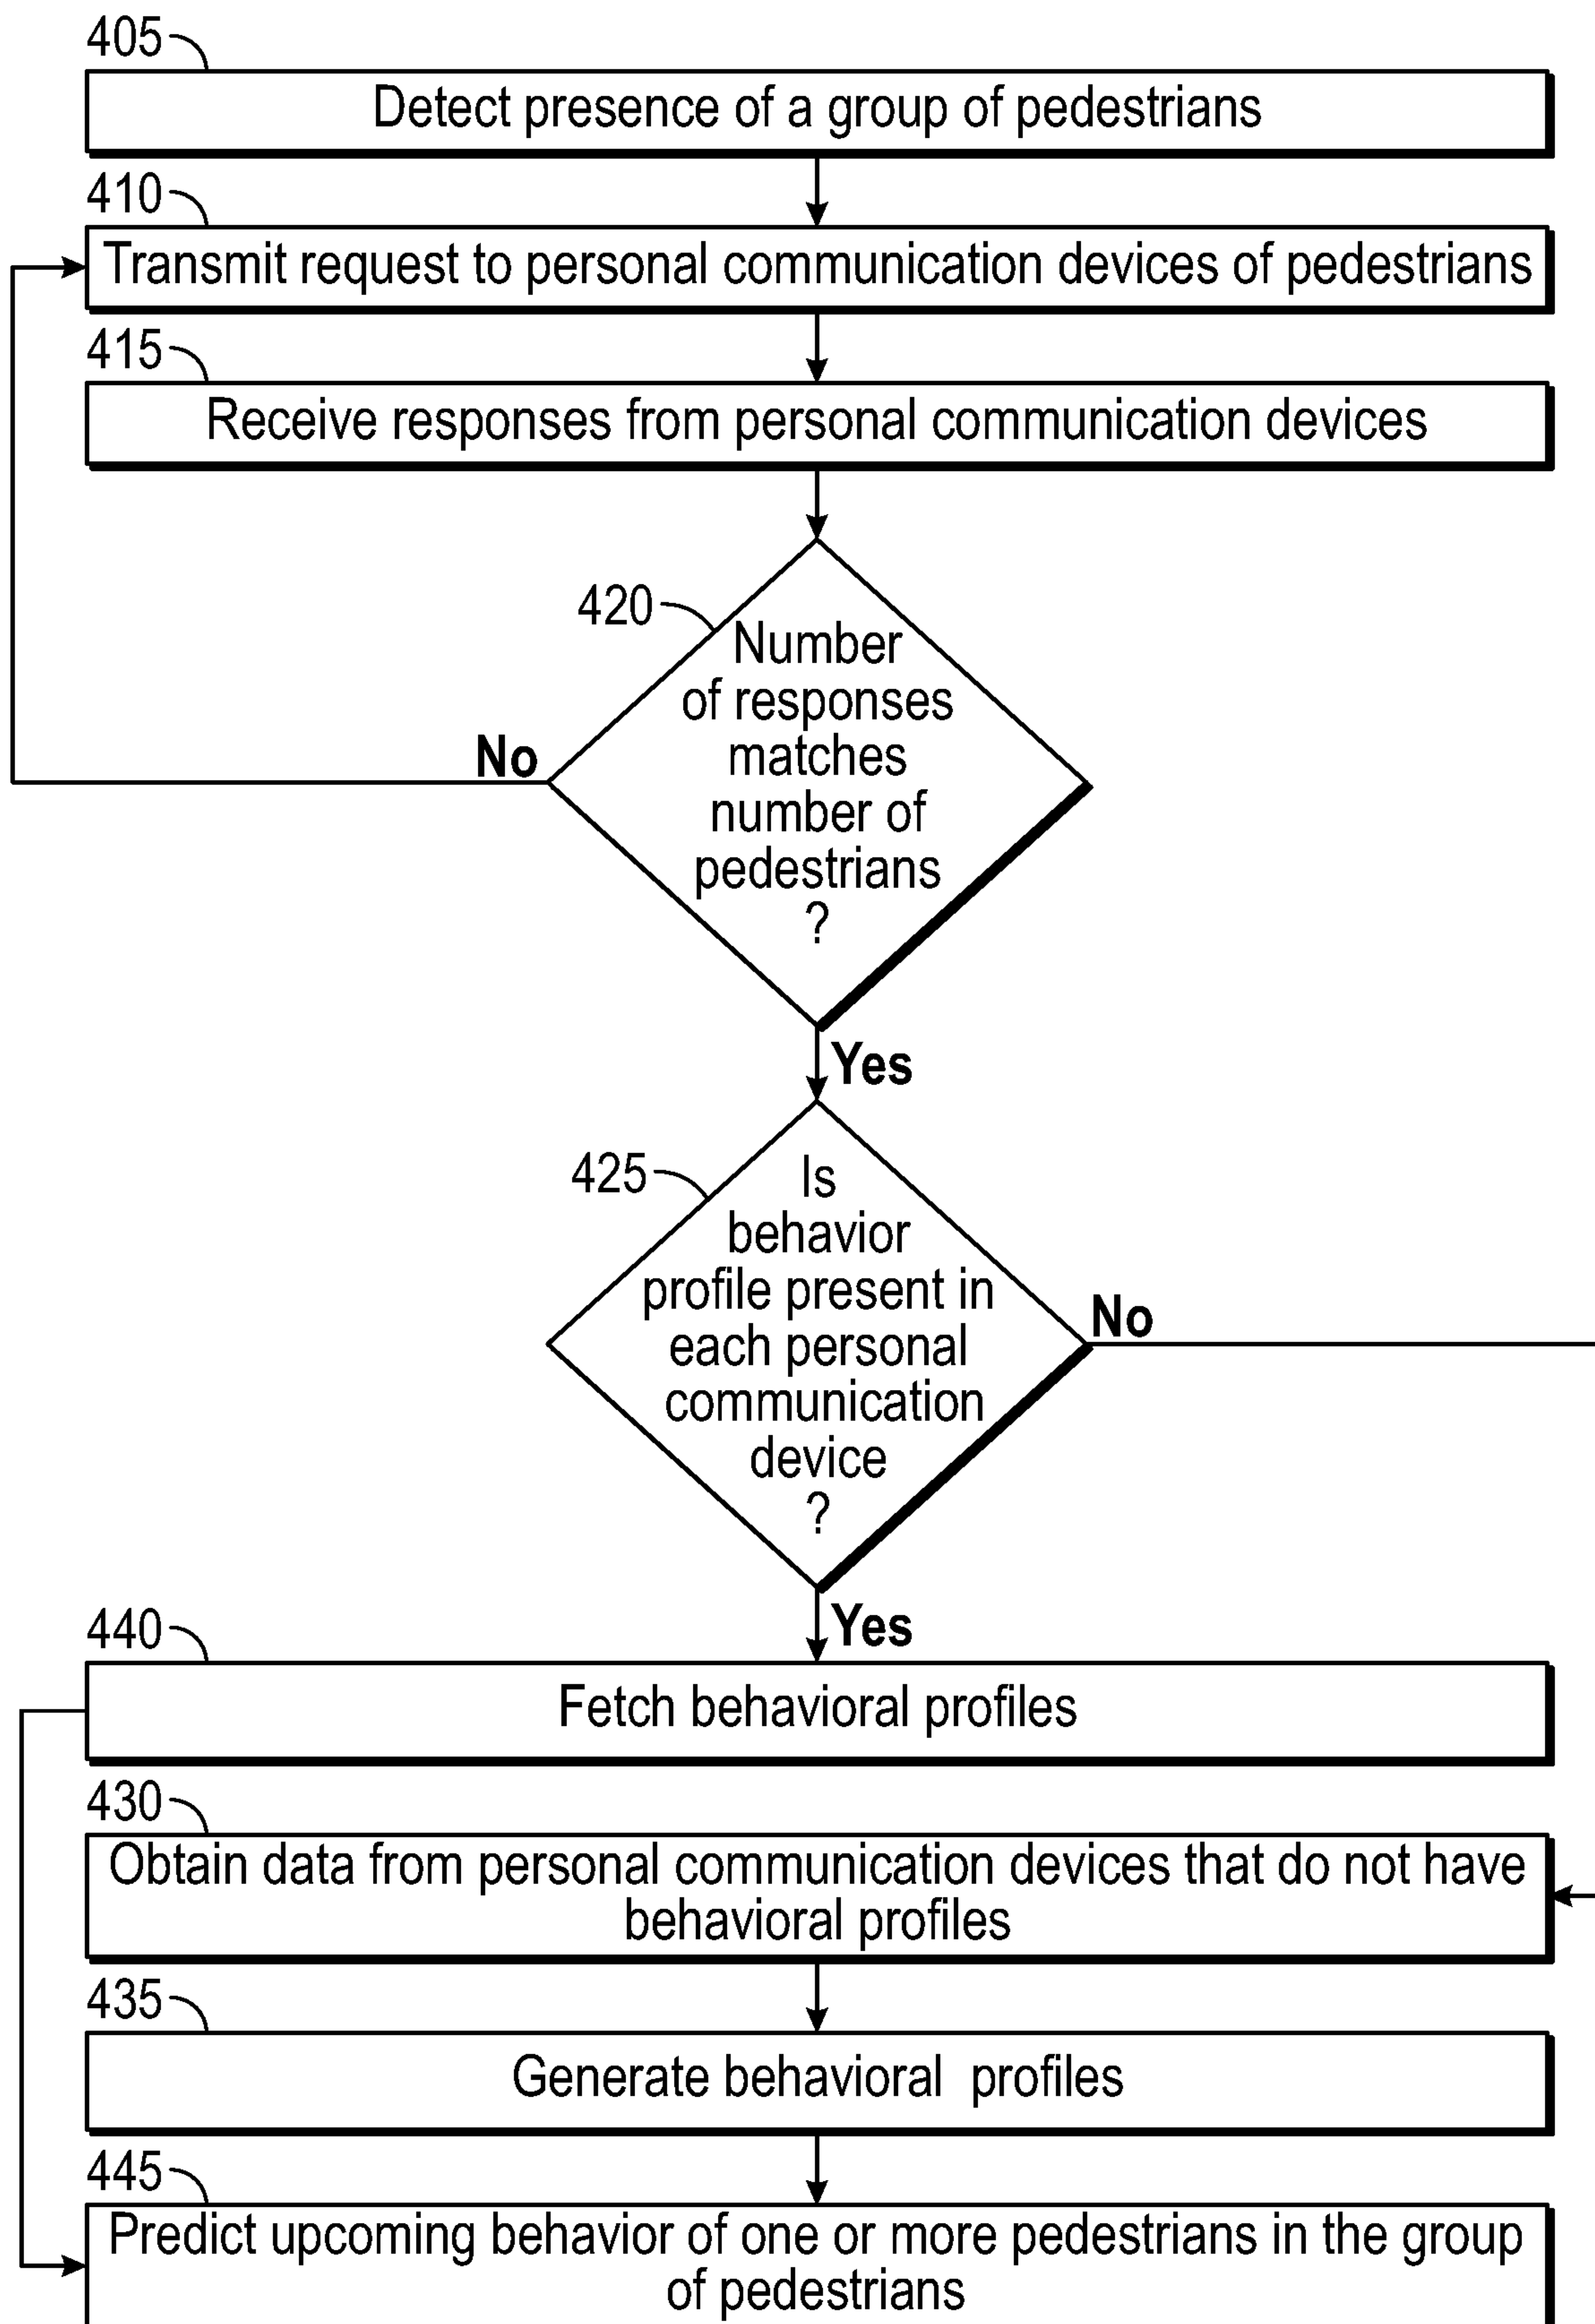 405
Detect presence of a group of pedestrians
410
Transmit request to personal communication devices of pedestrians
415
Receive responses from personal communication devices
420
Number
of responses
matches
number of
pedestrians
?
No
Yes
425
Is
behavior
profile present in
each personal
communication
device
?
No
Yes
440
Fetch behavioral profiles
430
Obtain data from personal communication devices that do not have
behavioral profiles
435
Generate behavioral profiles
445
Predict upcoming behavior of one or more pedestrians in the group
of pedestrians